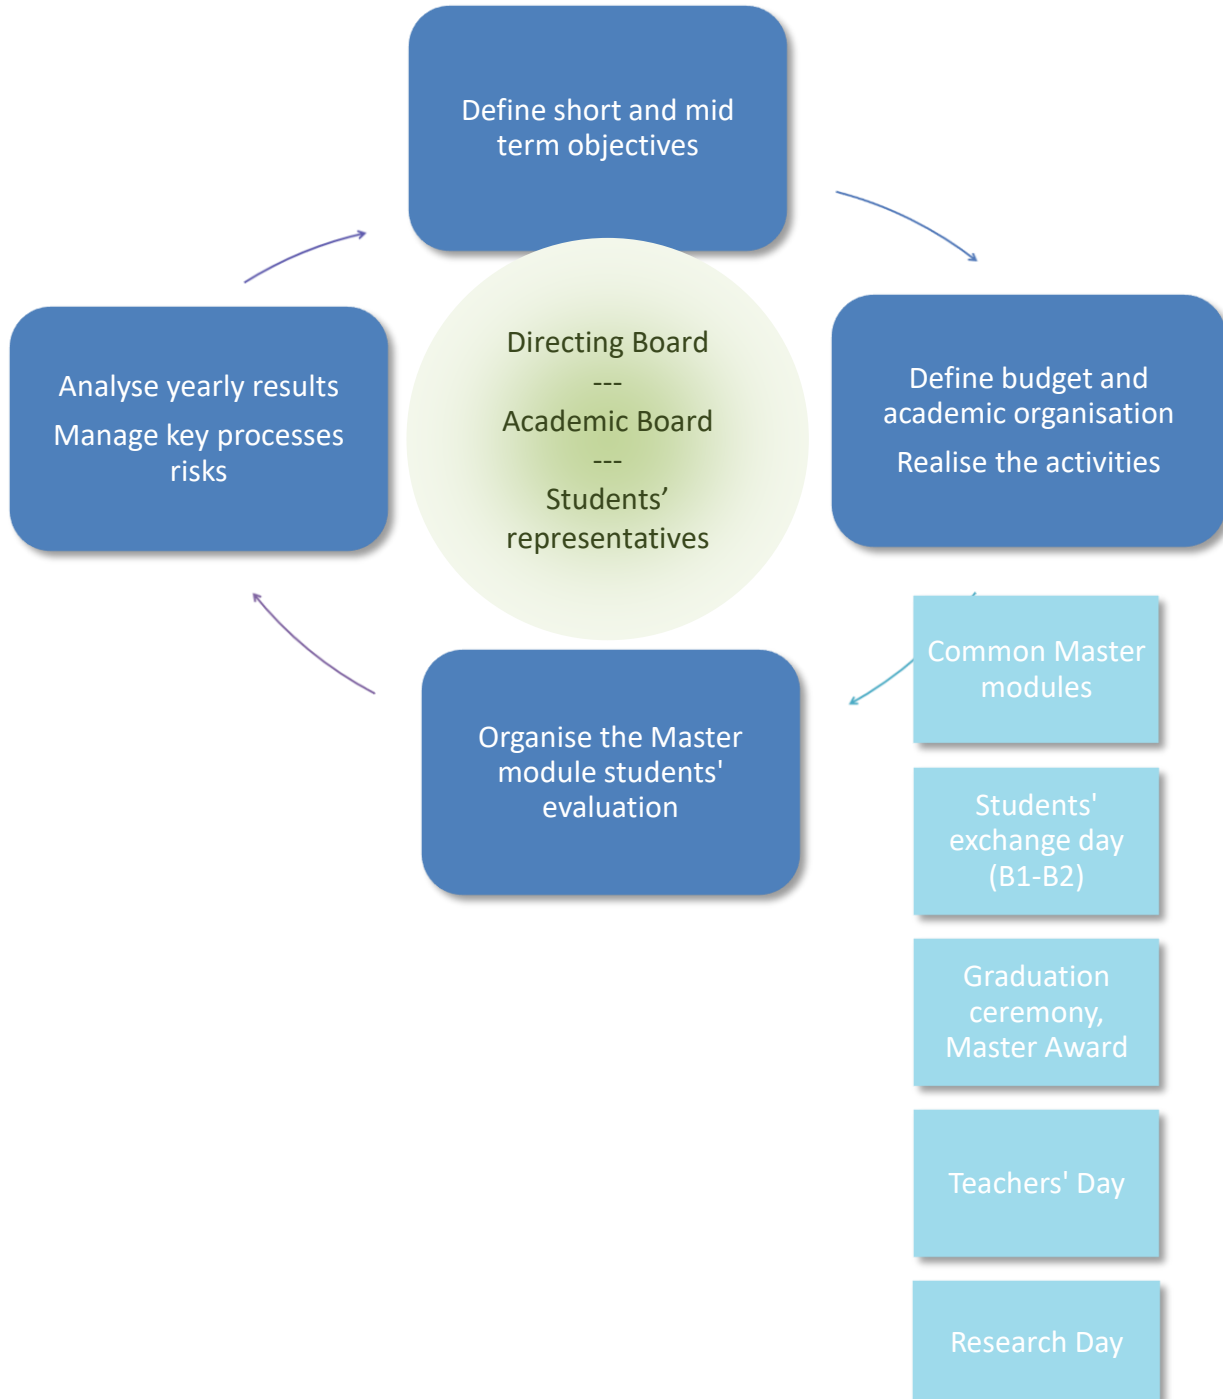 Define short and mid
term objectives
Analyse yearly results
Manage key processes
risks
Directing Board
---
Academic Board
---
Students’
representatives
Define budget and
academic organisation
Realise the activities
Organise the Master
module students'
evaluation
Common Master
modules
Students'
exchange day
(B1-B2)
Graduation
ceremony,
Master Award
Teachers' Day
Research Day